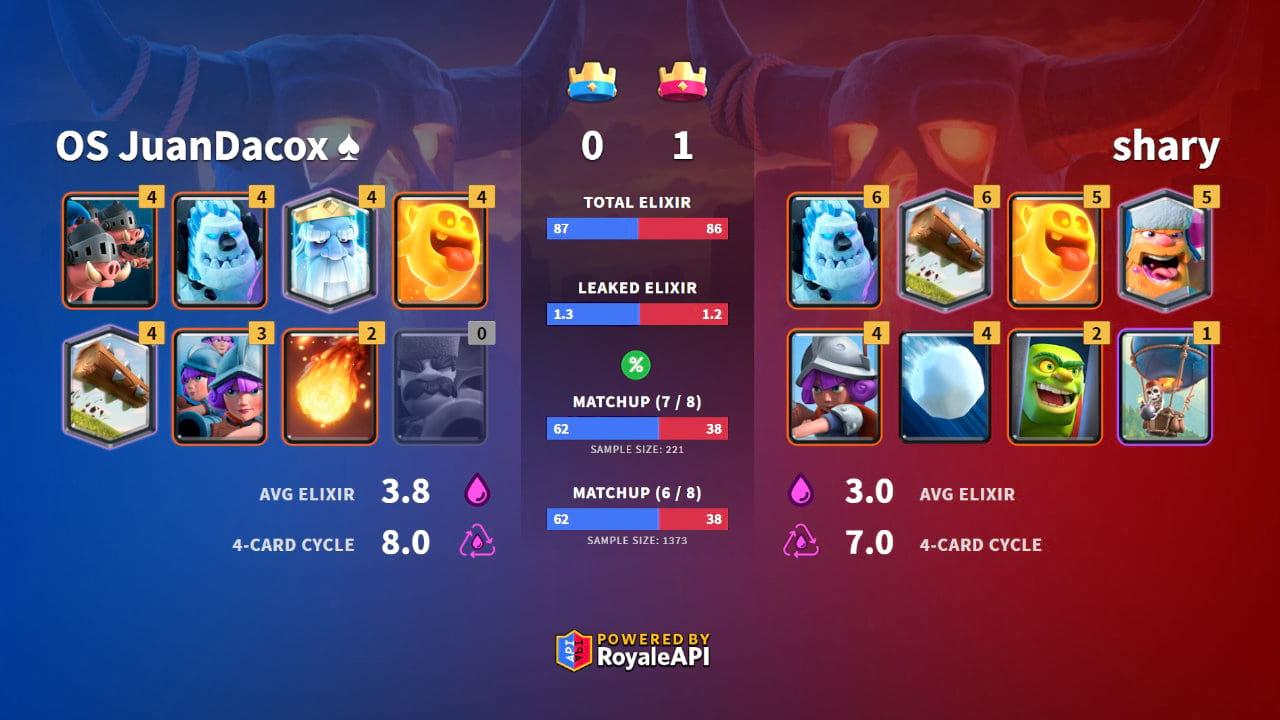 0 1
OS JuanDacox ♠
shary
4 4 4 4
4 3 2 0
6 6 5 5
4 4 2 1
TOTAL ELIXIR
87 86
LEAKED ELIXIR
1.3 1.2
%
MATCHUP (7 / 8)
62 38
SAMPLE SIZE: 221
MATCHUP (6 / 8)
62 38
SAMPLE SIZE: 1373
AVG ELIXIR 3.8
4-CARD CYCLE 8.0
3.0 AVG ELIXIR
7.0 4-CARD CYCLE
API API
POWERED BY
RoyaleAPI